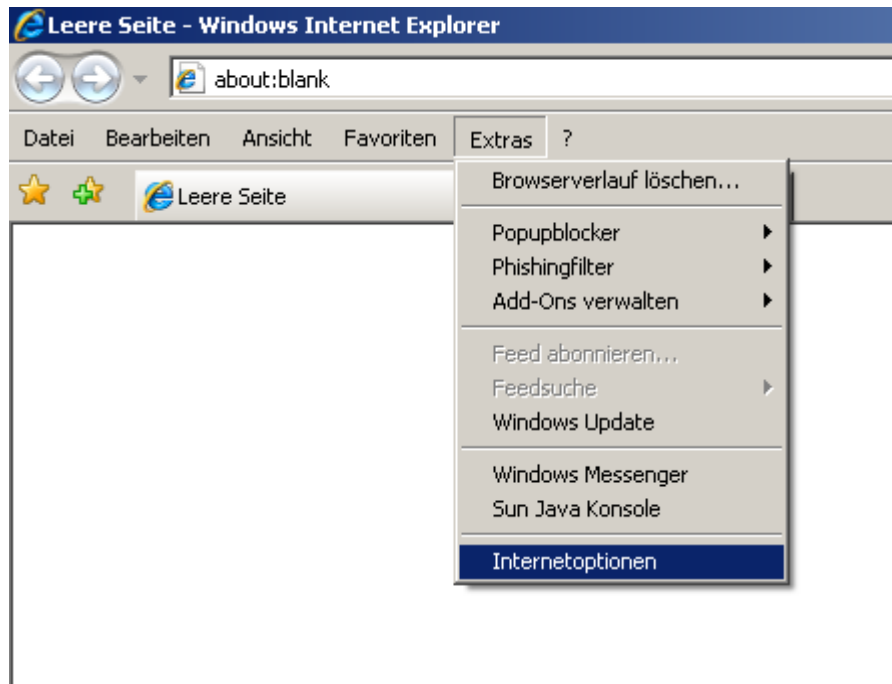 Leere Seite - Windows Internet Explorer
about:blank
Datei Bearbeiten Ansicht Favoriten Extras ?
Leere Seite
Browserverlauf löschen...
Popupblocker
Phishingfilter
Add-Ons verwalten
Feed abonnieren...
Feedsuche
Windows Update
Windows Messenger
Sun Java Konsole
Internetoptionen